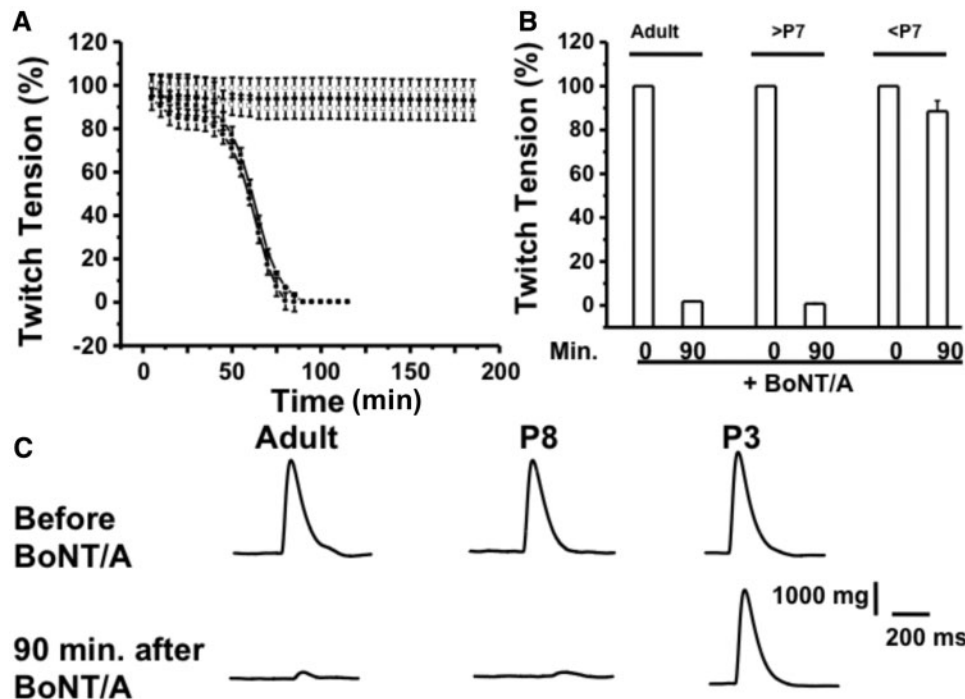 A
Twitch Tension (%)
120
100
80
60
40
20
0
-20
0 50 100 150 200
Time (min)
B
Adult >P7 <P7
Twitch Tension (%)
120
100
80
60
40
20
0
Min. 0 90 0 90 0 90
+ BoNT/A
C
Adult P8 P3
Before
BoNT/A
1000 mg
200 ms
90 min. after
BoNT/A